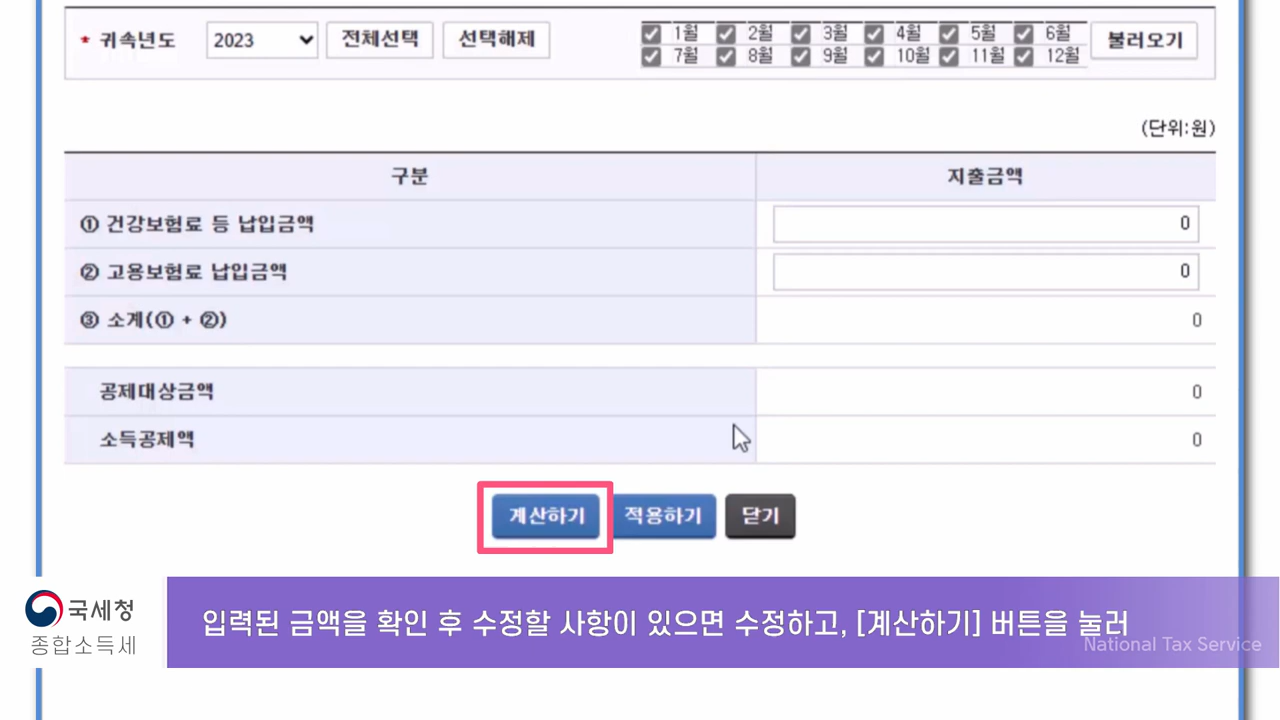 * 귀속년도 2023 전체선택 선택해제 1월 2월 3월 4월 5월 6월 불러오기
7월 8월 9월 10월 11월 12월
(단위:원)
구분 지출금액
① 건강보험료 등 납입금액 0
② 고용보험료 납입금액 0
③ 소계(① + ②) 0
공제대상금액 0
소득공제액 0
계산하기 적용하기 닫기
국세청
종합소득세
입력된 금액을 확인 후 수정할 사항이 있으면 수정하고, [계산하기] 버튼을 눌러
National Tax Service